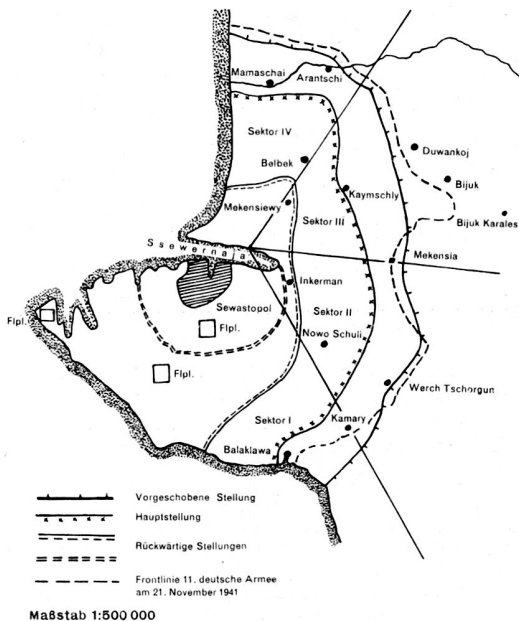 Mamaschai
Arantschi
Sektor IV
Belbek
Duwankoj
Bijuk
Kaymschly
Mekensiewy
Bijuk Karales
Sektor III
Ssewernaja
Mekensia
Inkerman
Sewastopol
Sektor II
Flpl.
Flpl.
Nowo Schuli
Flpl.
Werch Tschorgun
Sektor I
Kamary
Balaklawa
Vorgeschobene Stellung
Hauptstellung
Rückwärtige Stellungen
Frontlinie 11. deutsche Armee
am 21. November 1941
Maßstab 1:500 000